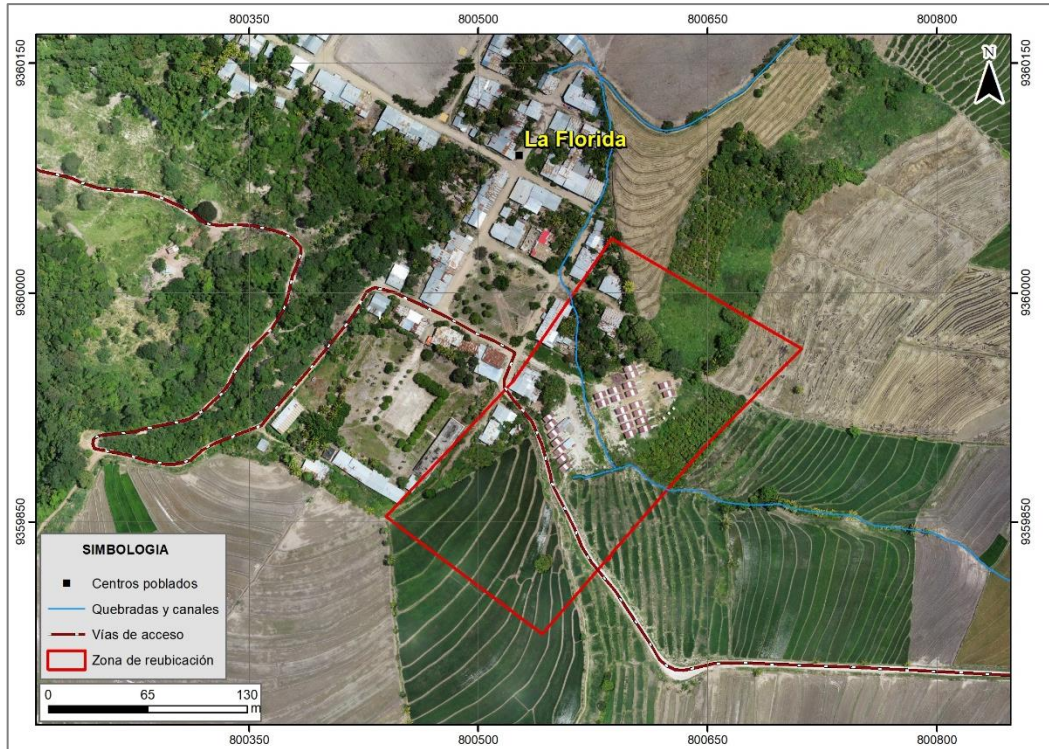 800350 800500 800650 800800
9360150 9360150
N
La Florida
9360000 9360000
9359850 9359850
SIMBOLOGIA
Centros poblados
Quebradas y canales
Vías de acceso
Zona de reubicación
0 65 130
m
800350 800500 800650 800800